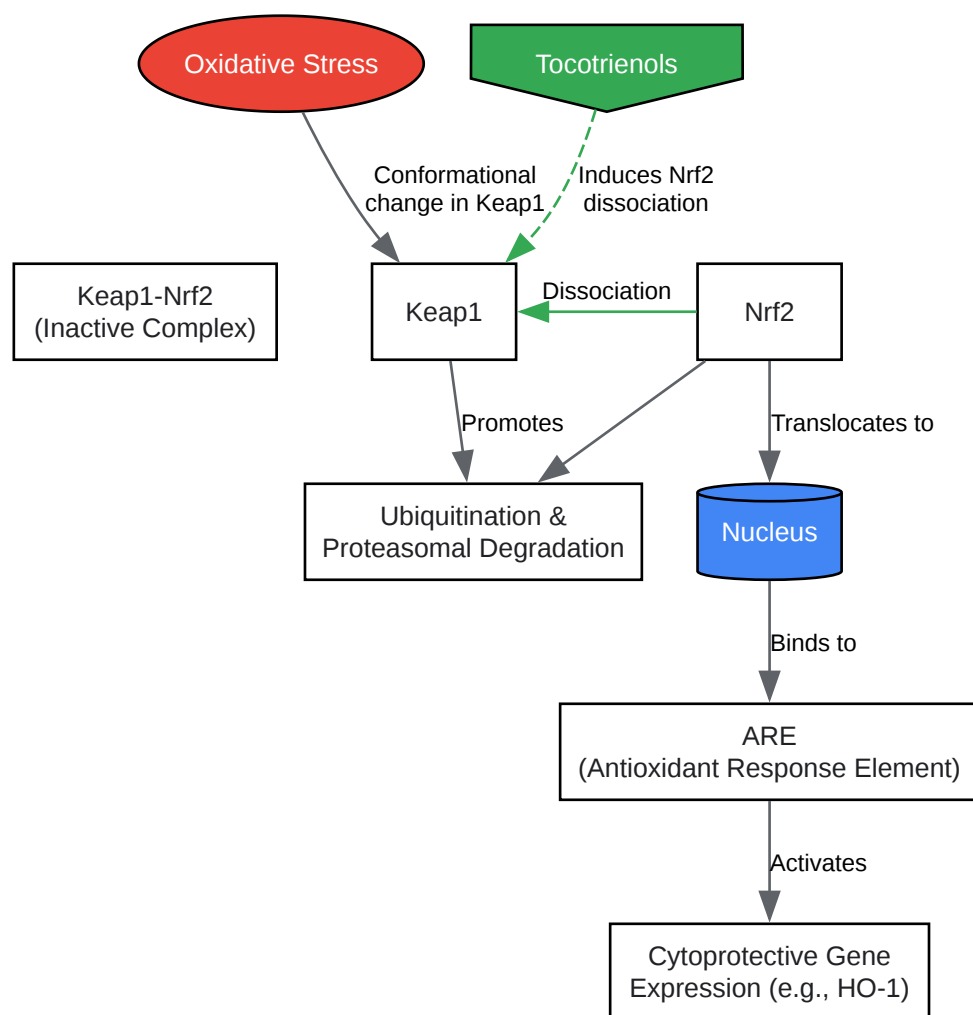 Oxidative Stress
Tocotrienols
Conformational
change in Keap1
Induces Nrf2
dissociation
Keap1-Nrf2
(Inactive Complex)
Keap1
Dissociation
Nrf2
Promotes
Translocates to
Ubiquitination &
Proteasomal Degradation
Nucleus
Binds to
ARE
(Antioxidant Response Element)
Activates
Cytoprotective Gene
Expression (e.g., HO-1)